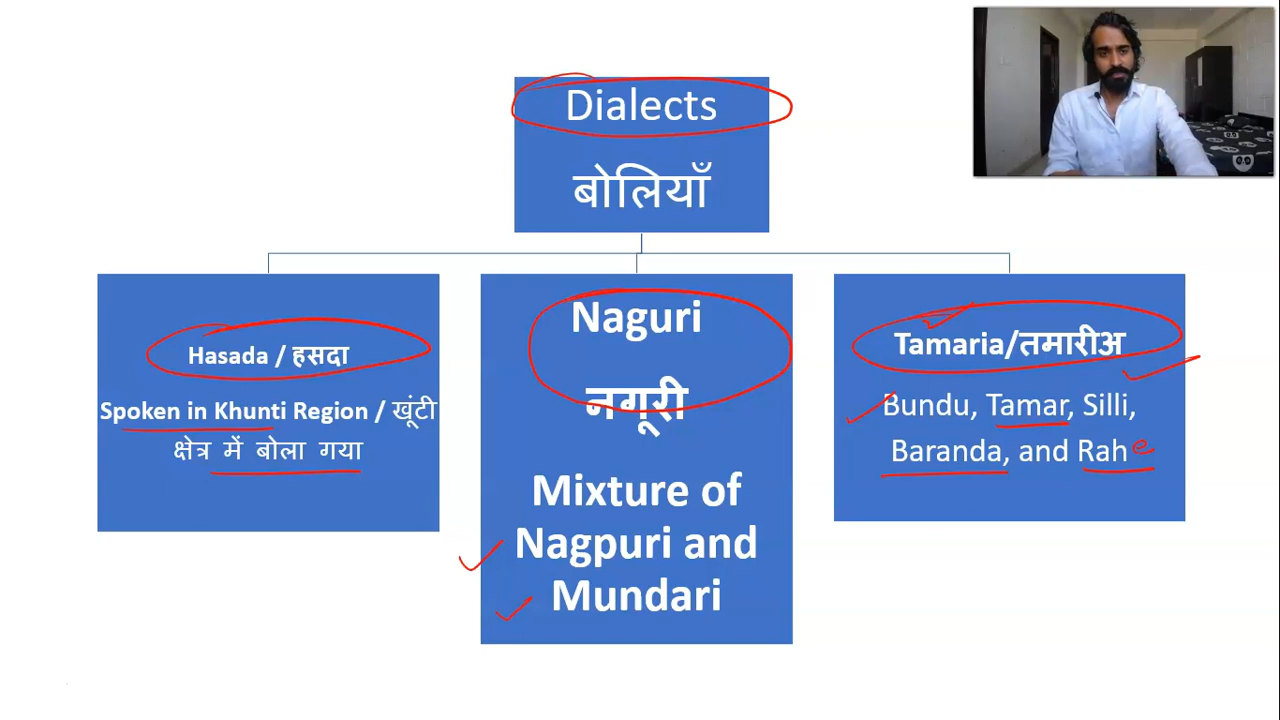 Dialects
बोलियाँ
Hasada / हसदा
Spoken in Khunti Region / खूंटी
क्षेत्र में बोला गया
Naguri
नगूरी
Mixture of
Nagpuri and
Mundari
Tamaria/तमारीअ
Bundu, Tamar, Silli,
Baranda, and Rahe